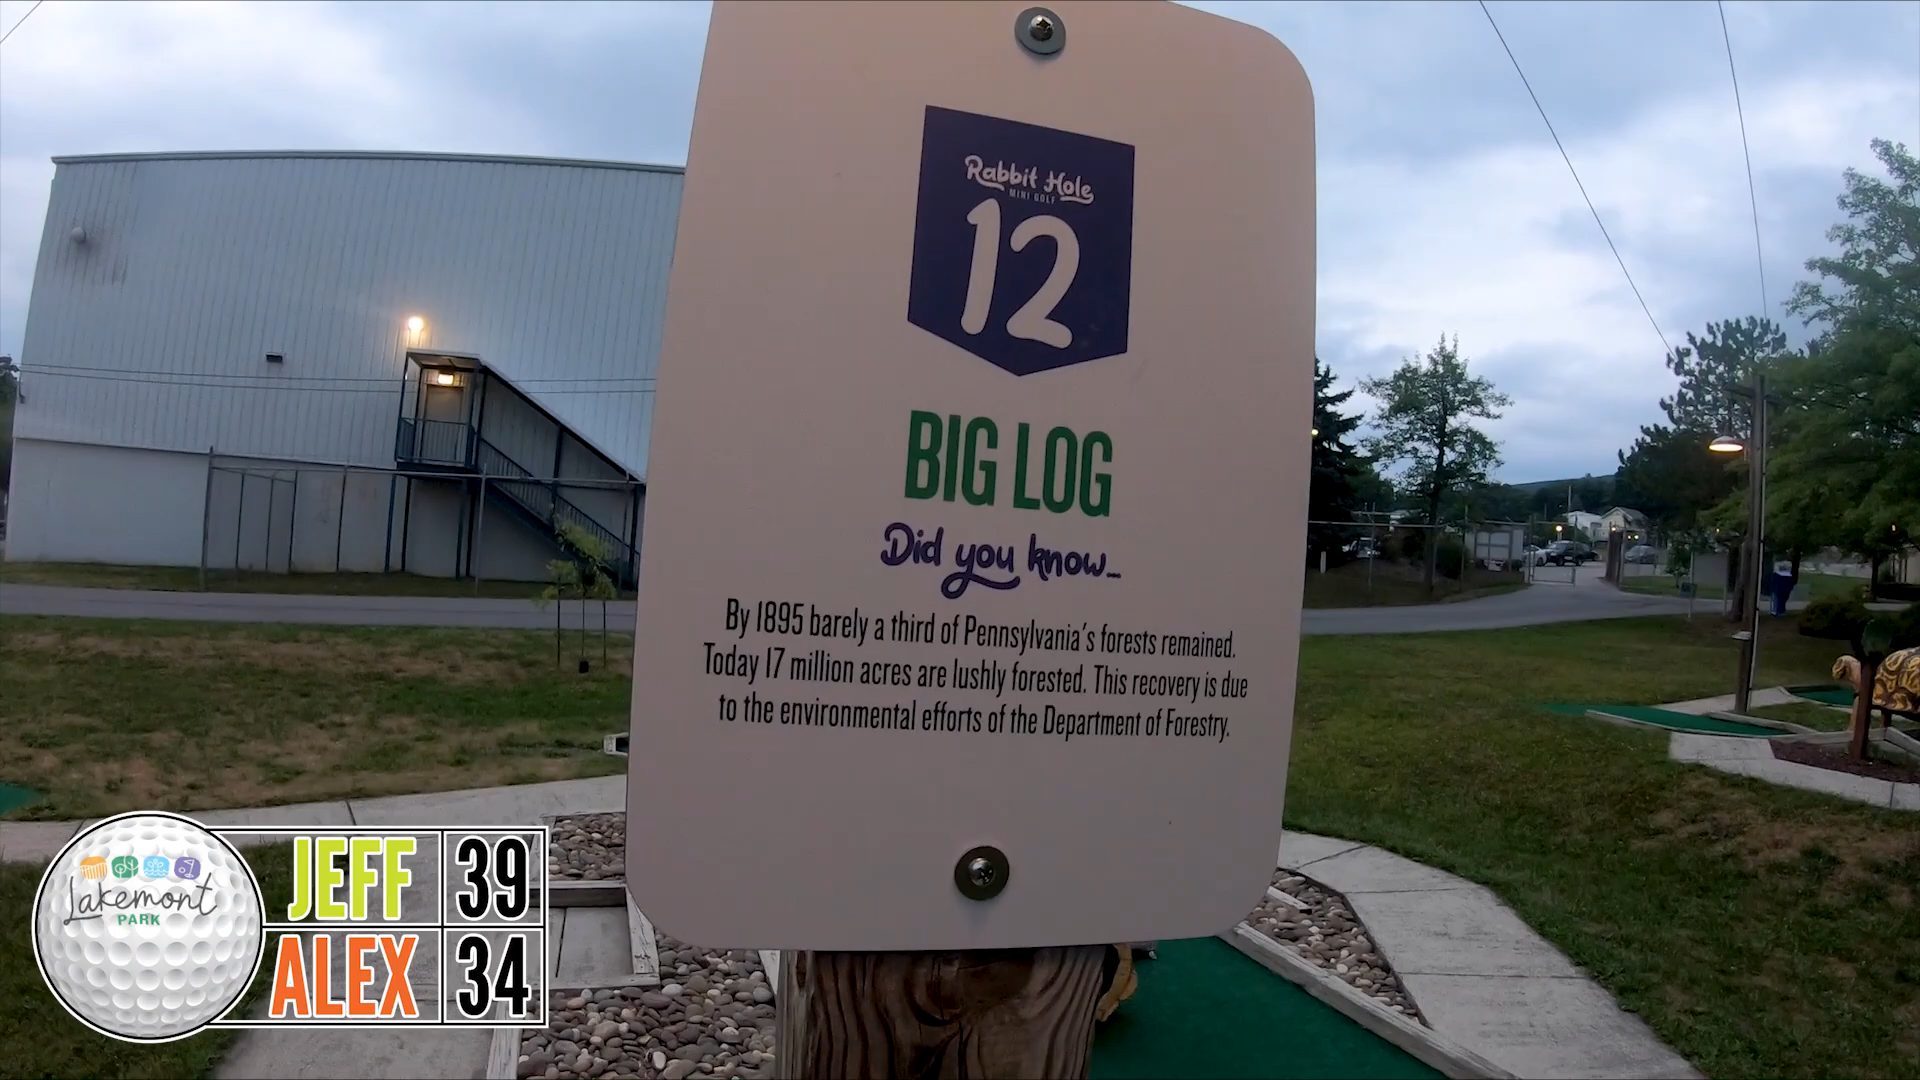 Rabbit Hole
MINI GOLF
12
BIG LOG
Did you know...
By 1895 barely a third of Pennsylvania's forests remained.
Today 17 million acres are lushly forested. This recovery is due
to the environmental efforts of the Department of Forestry.
Lakemont
PARK
JEFF 39
ALEX 34